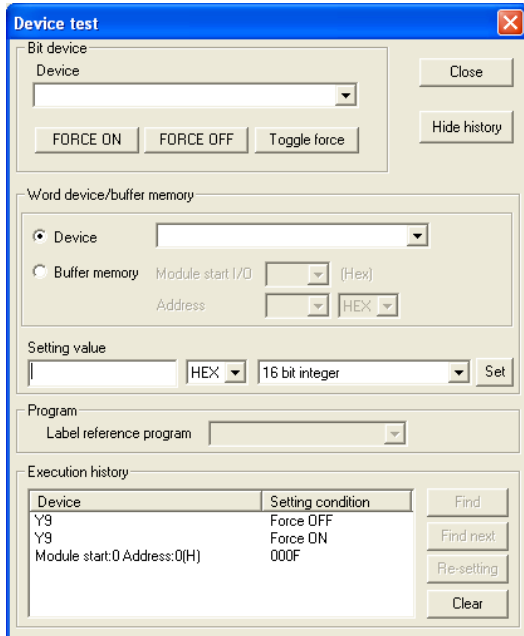 Device test
Bit device
Device
Close
FORCE ON FORCE OFF Toggle force
Hide history
Word device/buffer memory
Device
Buffer memory Module start I/O (Hex)
Address HEX
Setting value
HEX 16 bit integer Set
Program
Label reference program
Execution history
Device Setting condition
Y9 Force OFF
Y9 Force ON
Module start:0 Address:0(H) 000F
Find
Find next
Re-setting
Clear